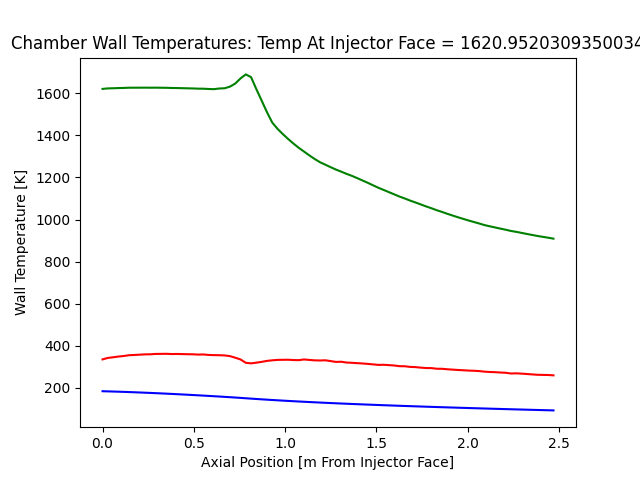 Chamber Wall Temperatures: Temp At Injector Face = 1620.9520309350034
Wall Temperature [K]
1600
1400
1200
1000
800
600
400
200
0.0 0.5 1.0 1.5 2.0 2.5
Axial Position [m From Injector Face]